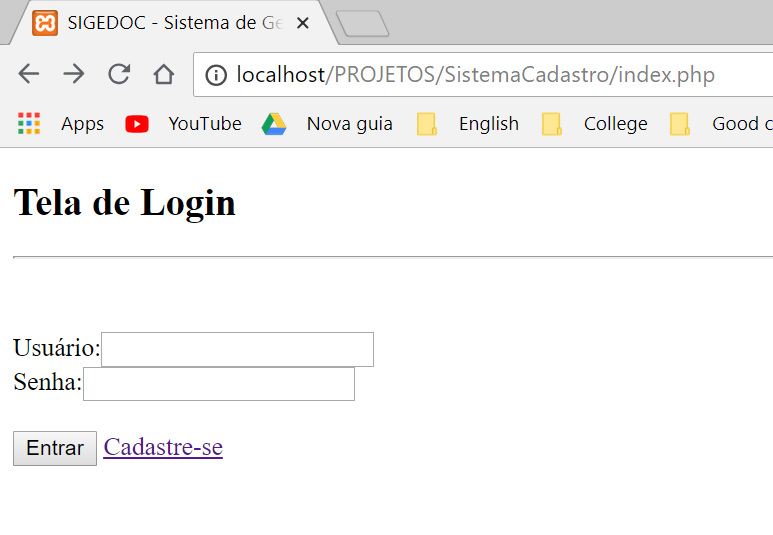 SIGEDOC - Sistema de Ge
localhost/PROJETOS/SistemaCadastro/index.php
Apps YouTube Nova guia English College Good c
Tela de Login
Usuário:
Senha:
Entrar Cadastre-se